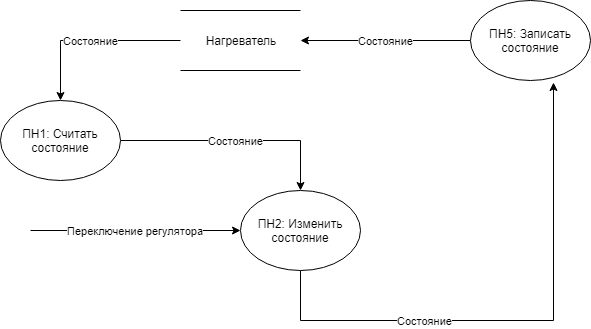 ПН5: Записать
состояние
Состояние
Нагреватель
Состояние
ПН1: Считать
состояние
Состояние
ПН2: Изменить
состояние
Переключение регулятора
Состояние